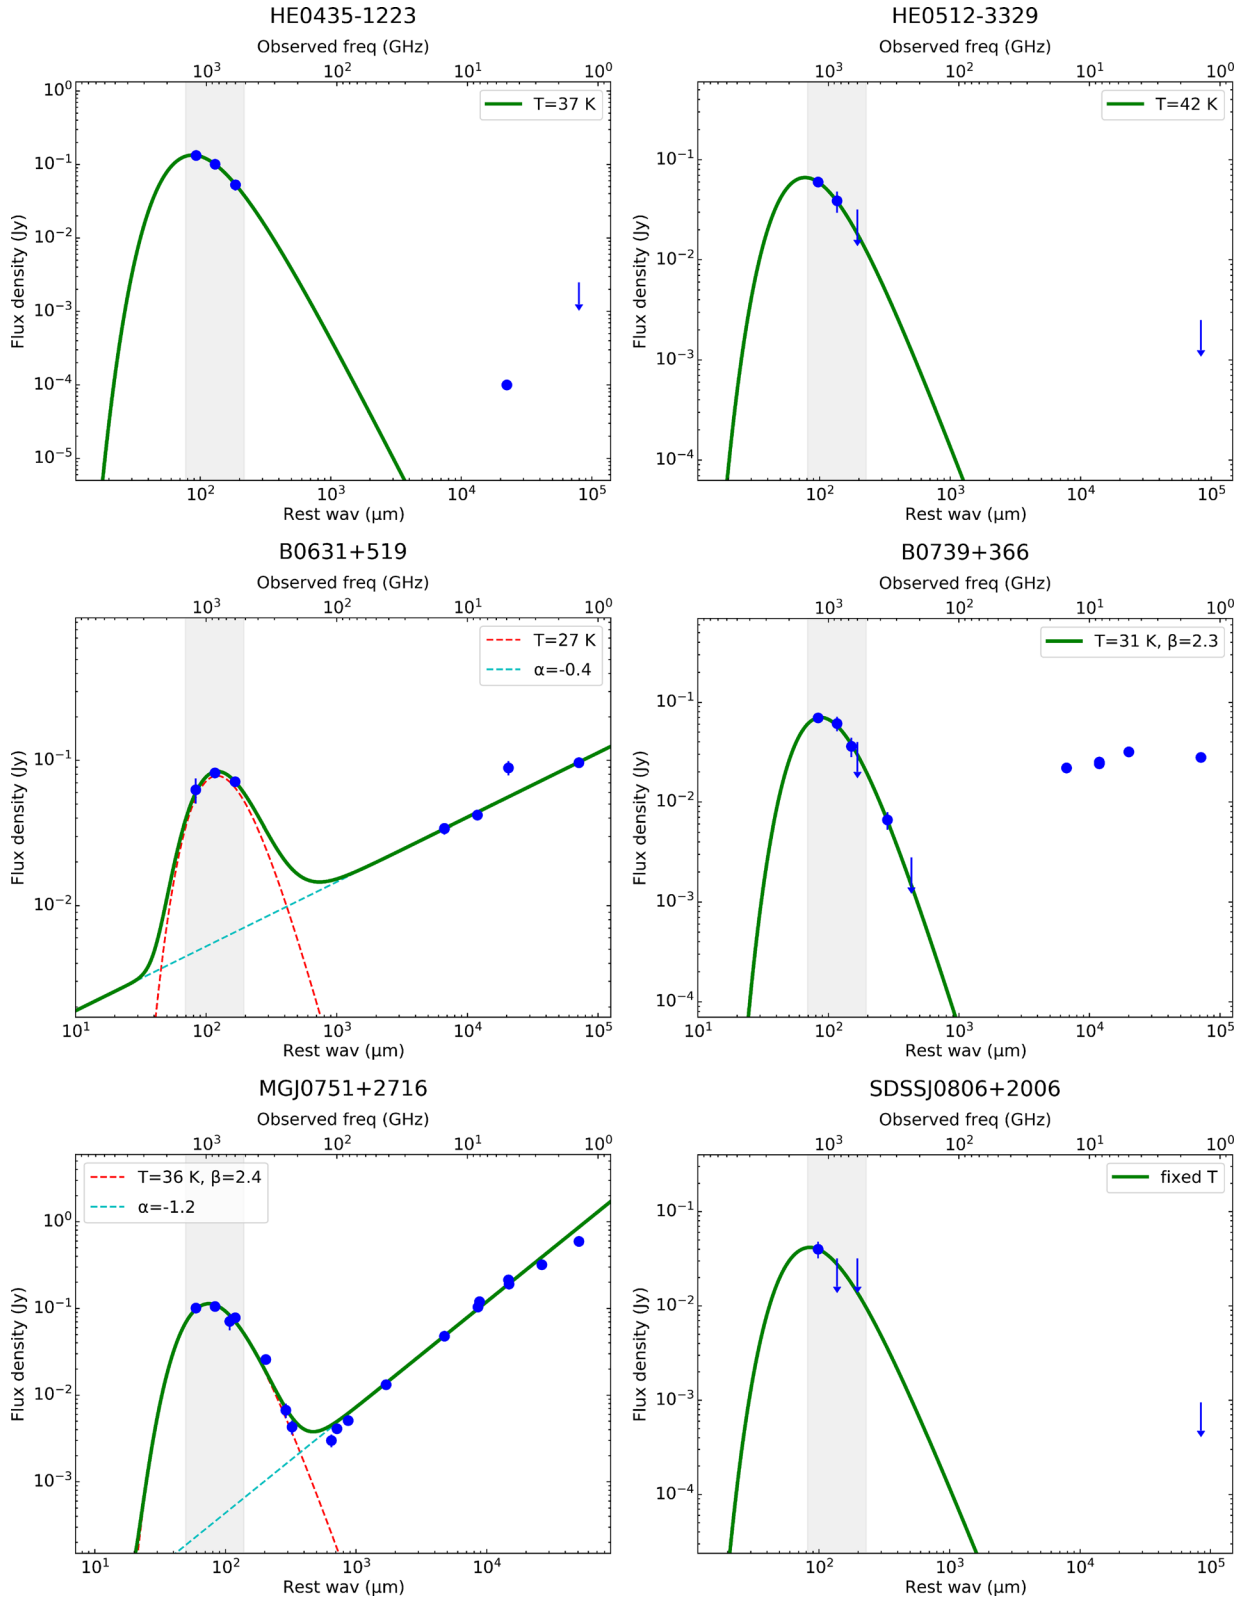 HE0435-1223
Observed freq (GHz)
10³ 10² 10¹ 10⁰
T=37 K
Flux density (Jy)
10⁰
10⁻¹
10⁻²
10⁻³
10⁻⁴
10⁻⁵
10² 10³ 10⁴ 10⁵
Rest wav (μm)
HE0512-3329
Observed freq (GHz)
10³ 10² 10¹ 10⁰
T=42 K
Flux density (Jy)
10⁻¹
10⁻²
10⁻³
10⁻⁴
10² 10³ 10⁴ 10⁵
Rest wav (μm)
B0631+519
Observed freq (GHz)
10³ 10² 10¹ 10⁰
T=27 K
α=-0.4
Flux density (Jy)
10⁻¹
10⁻²
10¹ 10² 10³ 10⁴ 10⁵
Rest wav (μm)
B0739+366
Observed freq (GHz)
10³ 10² 10¹ 10⁰
T=31 K, β=2.3
Flux density (Jy)
10⁻¹
10⁻²
10⁻³
10⁻⁴
10¹ 10² 10³ 10⁴ 10⁵
Rest wav (μm)
MGJ0751+2716
Observed freq (GHz)
10³ 10² 10¹ 10⁰
T=36 K, β=2.4
α=-1.2
Flux density (Jy)
10⁰
10⁻¹
10⁻²
10⁻³
10¹ 10² 10³ 10⁴
Rest wav (μm)
SDSSJ0806+2006
Observed freq (GHz)
10³ 10² 10¹ 10⁰
fixed T
Flux density (Jy)
10⁻¹
10⁻²
10⁻³
10⁻⁴
10² 10³ 10⁴ 10⁵
Rest wav (μm)